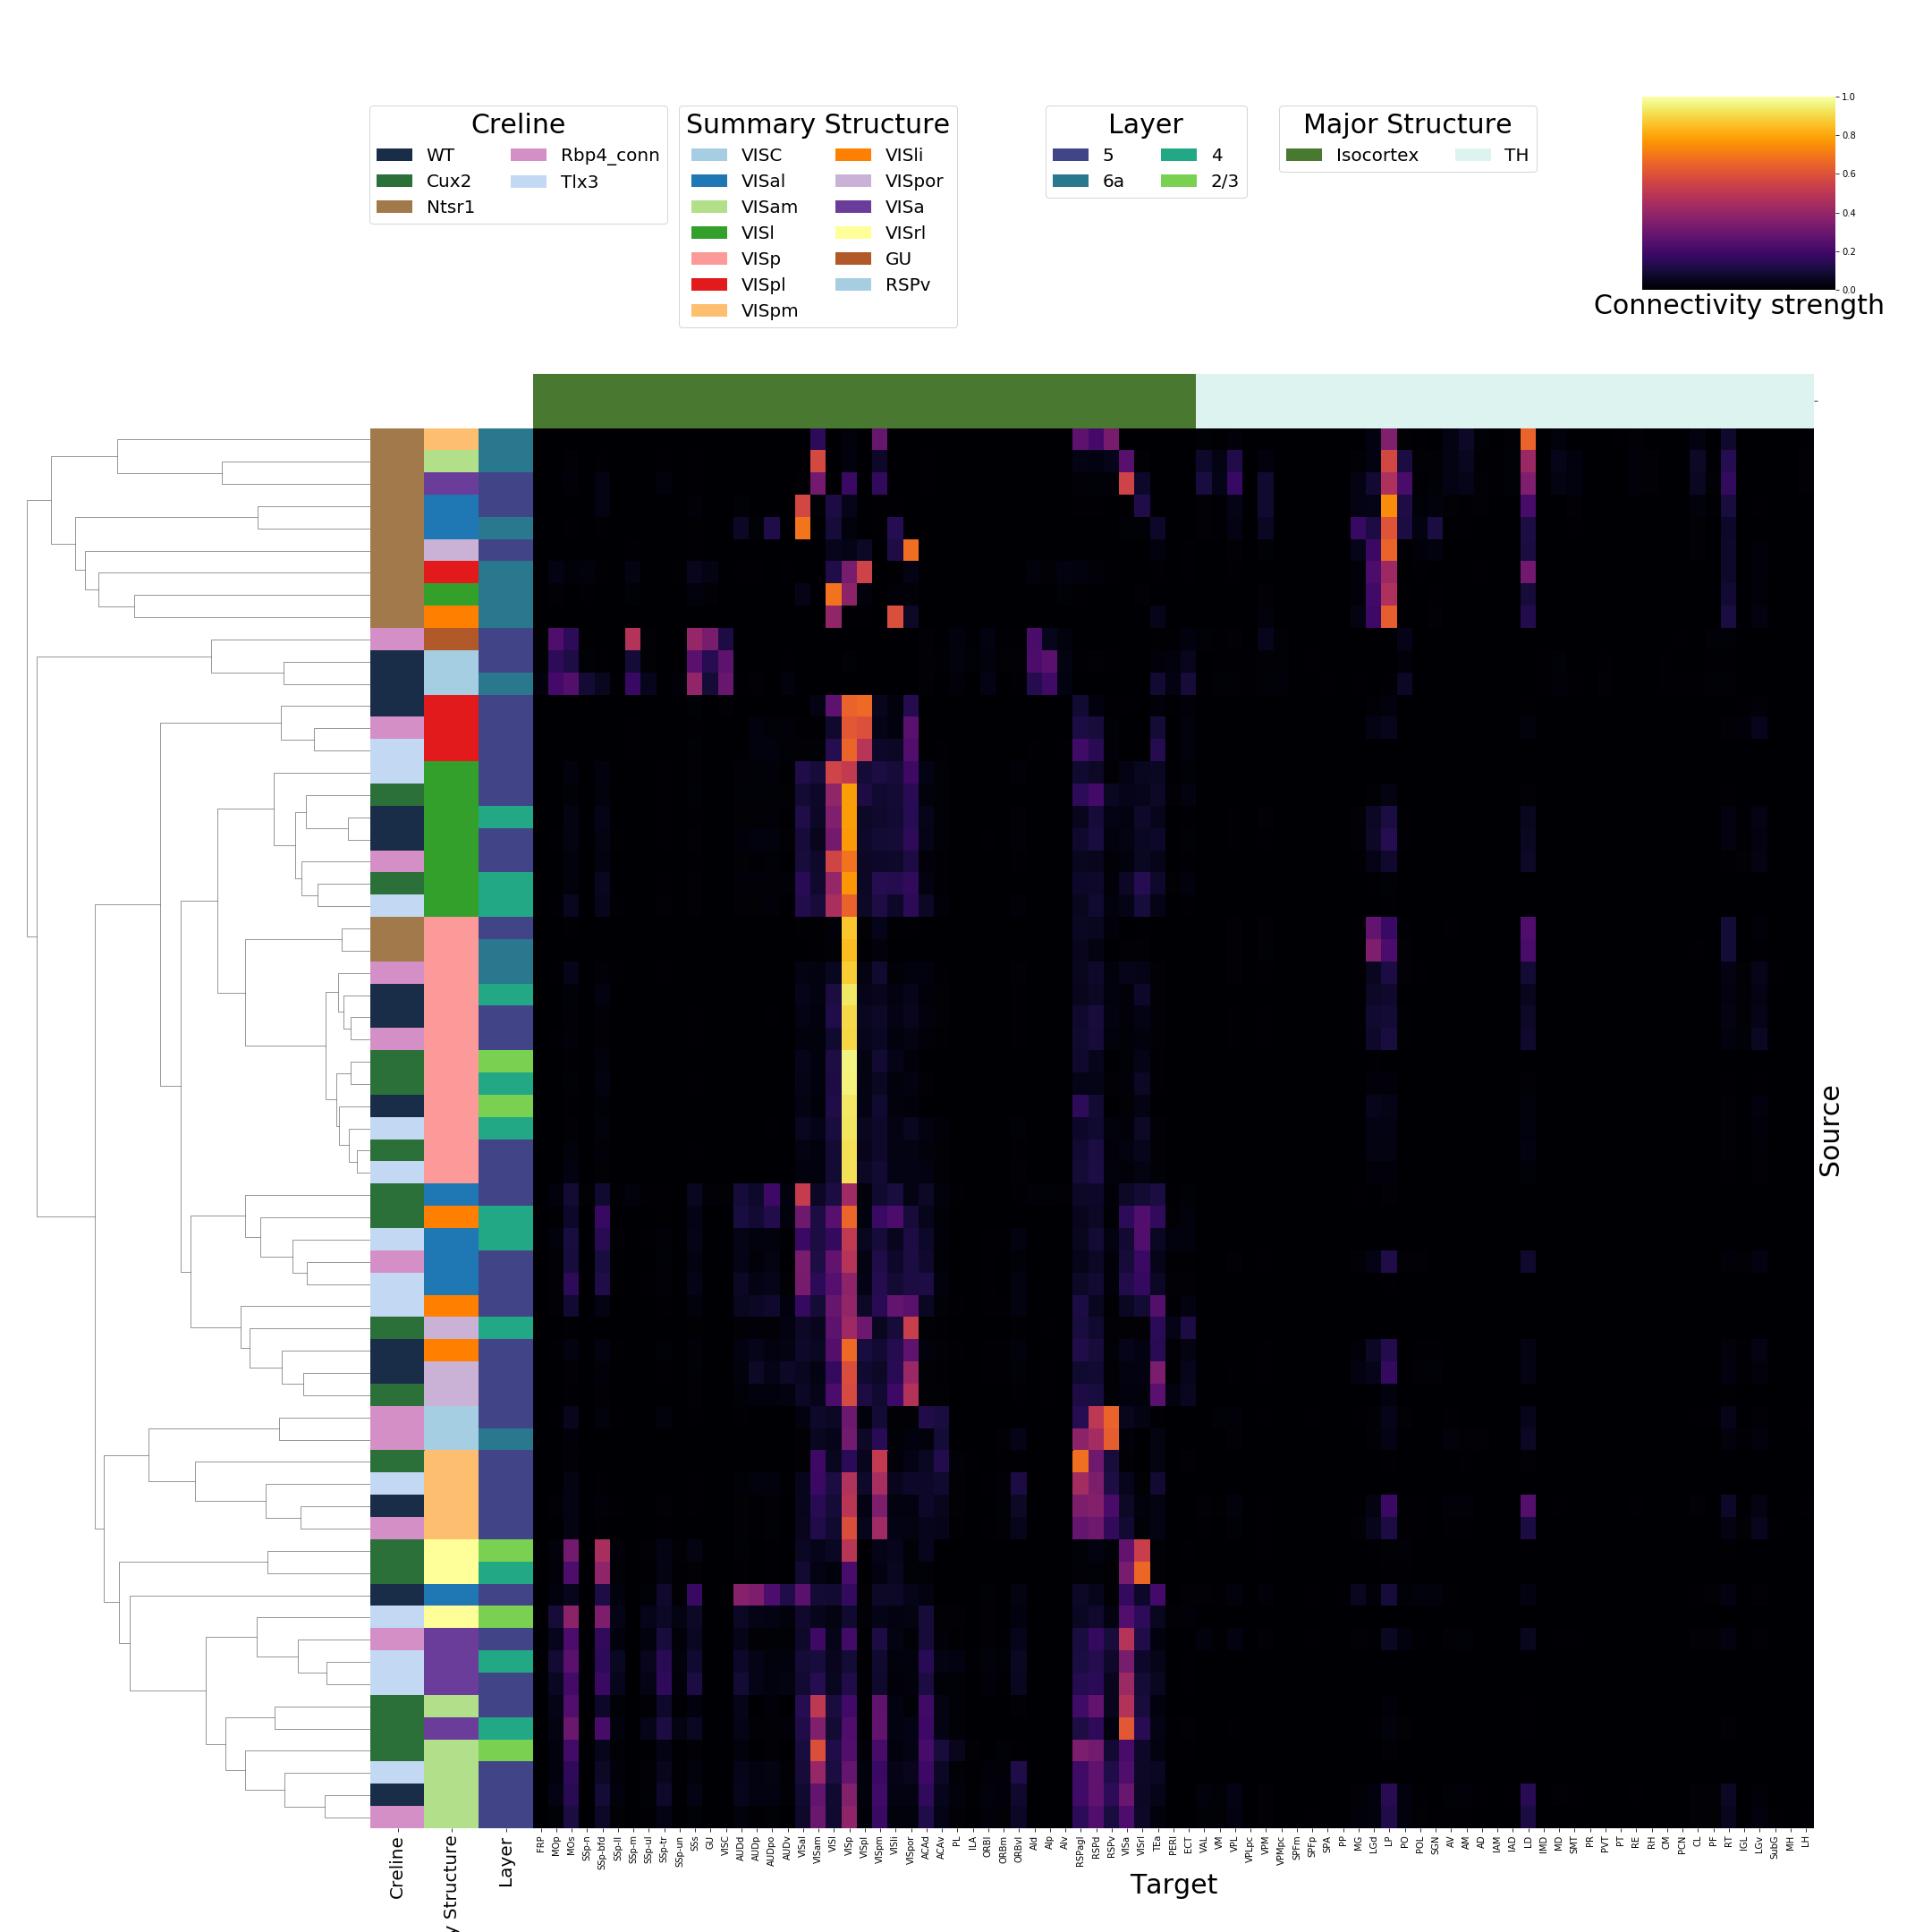 Creline
WT
Cux2
Ntsr1
Rbp4_conn
Tlx3
Summary Structure
VISC
VISal
VISam
VISl
VISp
VISpl
VISpm
VISli
VISpor
VISa
VISrl
GU
RSPv
Layer
5
6a
4
2/3
Major Structure
Isocortex
TH
1.0
0.8
0.6
0.4
0.2
0.0
Connectivity strength
Source
Creline
y Structure
Layer
FRP
MOp
MOs
SSp-n
SSp-bfd
SSp-ll
SSp-m
SSp-ul
SSp-tr
SSp-un
SSs
GU
VISC
AUDd
AUDp
AUDpo
AUDv
VISal
VISam
VISl
VISp
VISpl
VISpm
VISli
VISpor
ACAd
ACAv
PL
ILA
ORBl
ORBm
ORBvl
AId
AIp
AIv
RSPagl
RSPd
RSPv
VISa
VISrl
TEa
PERI
ECT
VAL
VM
VPL
VPLpc
VPM
VPMpc
SPFm
SPFp
SPA
PP
MG
LGd
LP
PO
POL
SGN
AV
AM
AD
IAM
IAD
LD
IMD
MD
SMT
PR
PVT
PT
RE
RH
CM
PCN
CL
PF
RT
IGL
LGv
SubG
MH
LH
Target